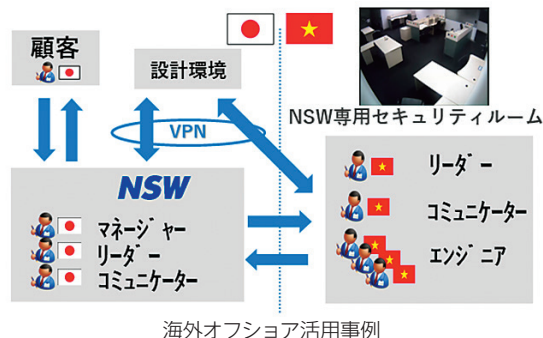 顧客
設計環境
NSW専用セキュリティルーム
VPN
NSW
マネージャー
リーダー
コミュニケーター
リーダー
コミュニケーター
エンジニア
海外オフショア活用事例